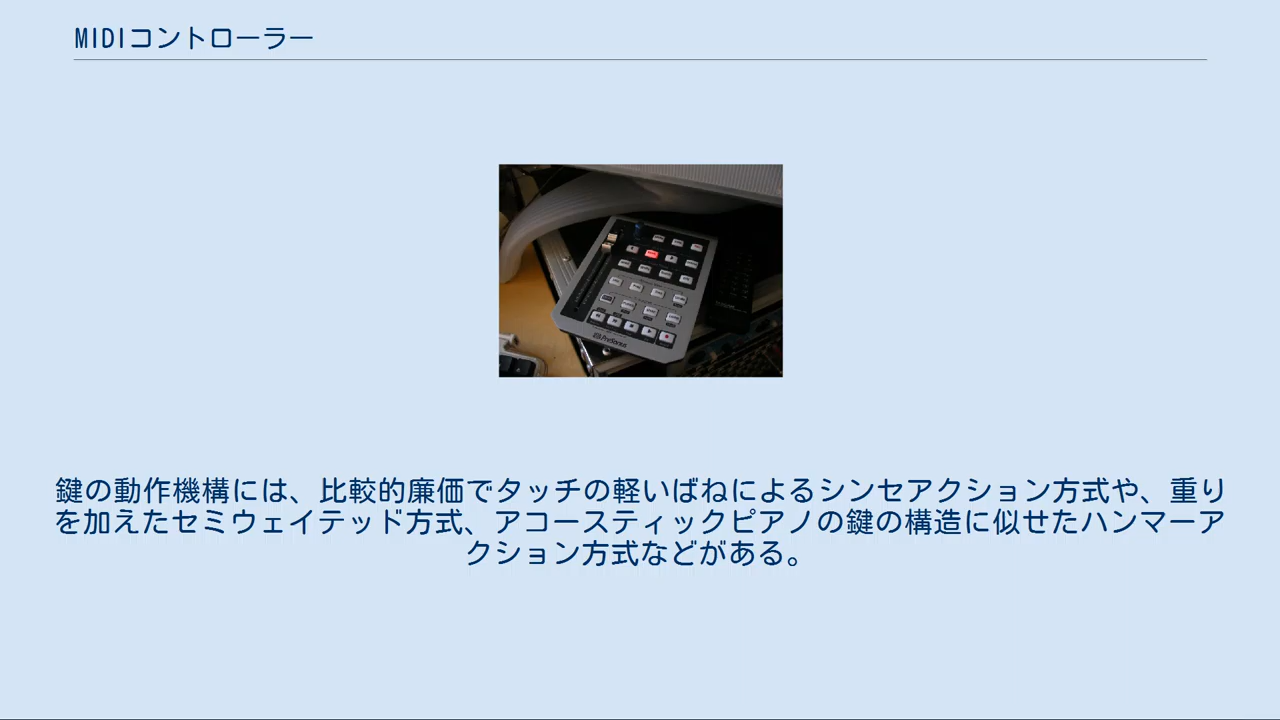 MIDIコントローラー
鍵の動作機構には、比較的廉価でタッチの軽いばねによるシンセアクション方式や、重り
を加えたセミウェイテッド方式、アコースティックピアノの鍵の構造に似せたハンマーア
クション方式などがある。